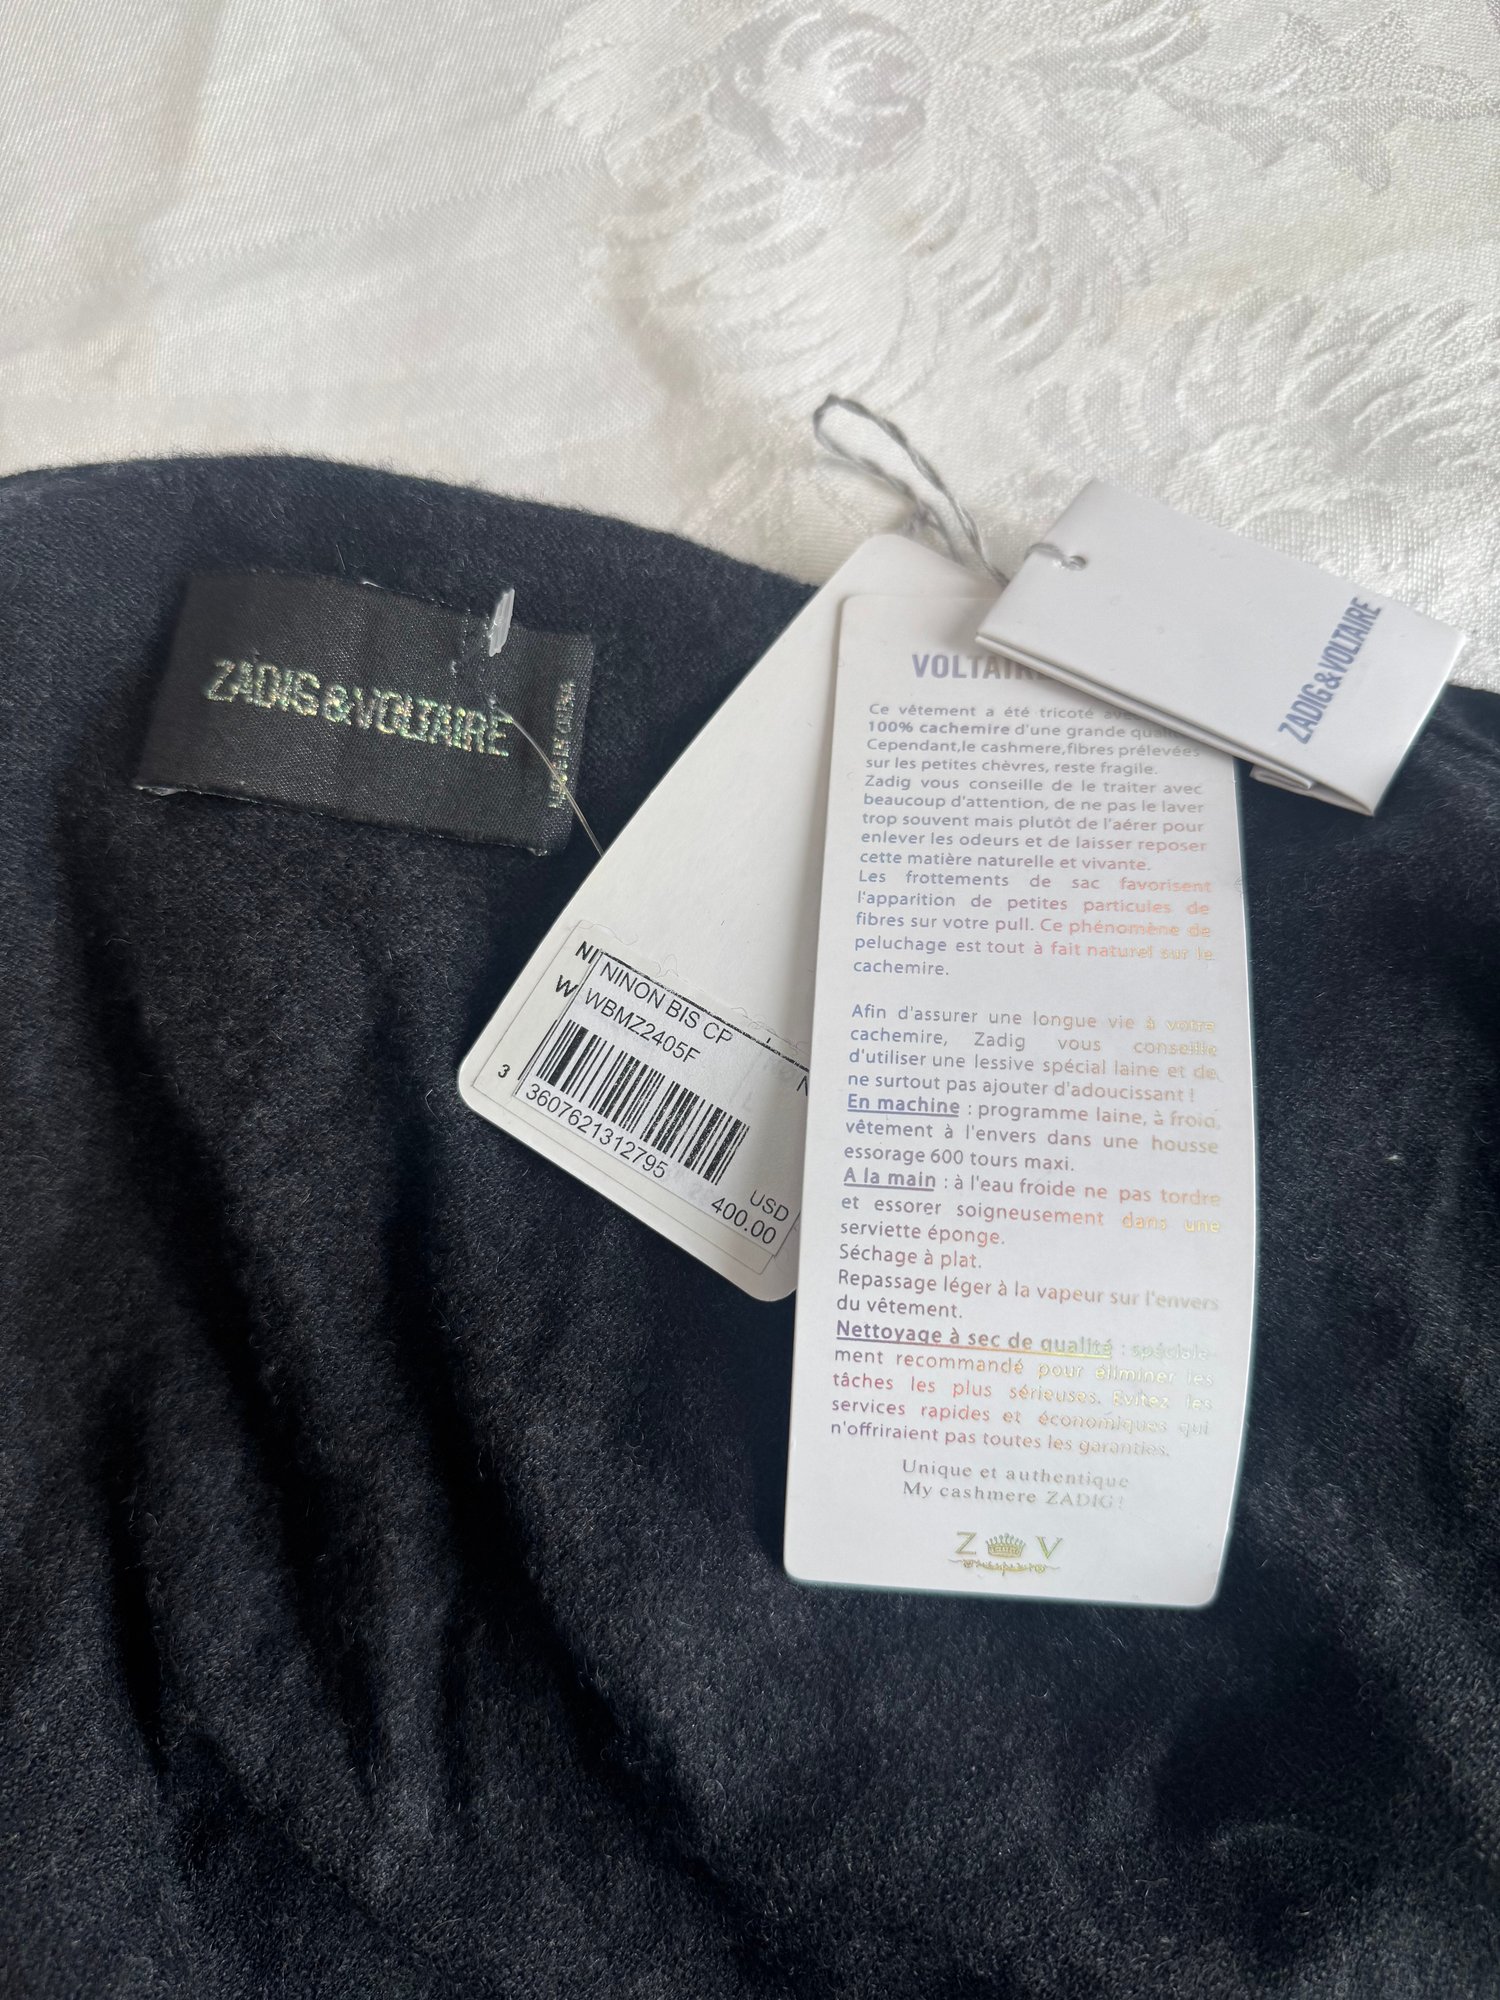 ZADIG&VOLTAIRE
Made in China
ZADIG&VOLTAIRE
NI
W
3
N
NINON BIS CP
WBMZ2405F
3607621312795
USD
400.00
VOLTAIRE
Ce vêtement a été tricoté
100% cachemire d'une grande
Cependant,le cashmere,fibres prélevées
sur les petites chèvres, reste fragile.
Zadig vous conseille de le traiter avec
beaucoup d'attention, de ne pas le laver
trop souvent mais plutôt de l'aérer pour
enlever les odeurs et de laisser reposer
cette matière naturelle et vivante.
Les frottements de sac favorisent
l'apparition de petites particules de
fibres sur votre pull. Ce phénomène de
peluchage est tout à fait naturel sur le
cachemire.
Afin d'assurer une longue vie à votre
cachemire, Zadig vous conseille
d'utiliser une lessive spécial laine et de
ne surtout pas ajouter d'adoucissant !
En machine : programme laine, à froid,
vêtement à l'envers dans une housse
essorage 600 tours maxi.
A la main : à l'eau froide ne pas tordre
et essorer soigneusement dans une
serviette éponge.
Séchage à plat.
Repassage léger à la vapeur sur l'envers
du vêtement.
Nettoyage à sec de qualité : spéciale-
ment recommandé pour éliminer les
tâches les plus sérieuses. Evitez les
services rapides et économiques qui
n'offriraient pas toutes les garanties.
Unique et authentique
My cashmere ZADIG!
Z V